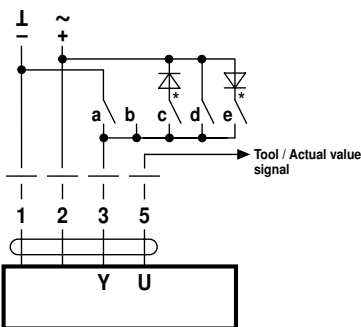 ⊥ ~
− +
a b c * d e *
Tool / Actual value
signal
1 2 3 5
Y U